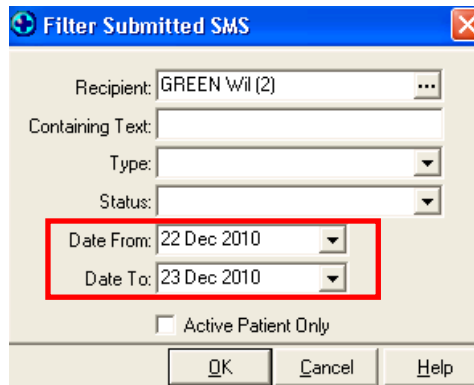 Filter Submitted SMS
Recipient: GREEN Wil (2) ...
Containing Text:
Type:
Status:
Date From: 22 Dec 2010
Date To: 23 Dec 2010
Active Patient Only
OK Cancel Help